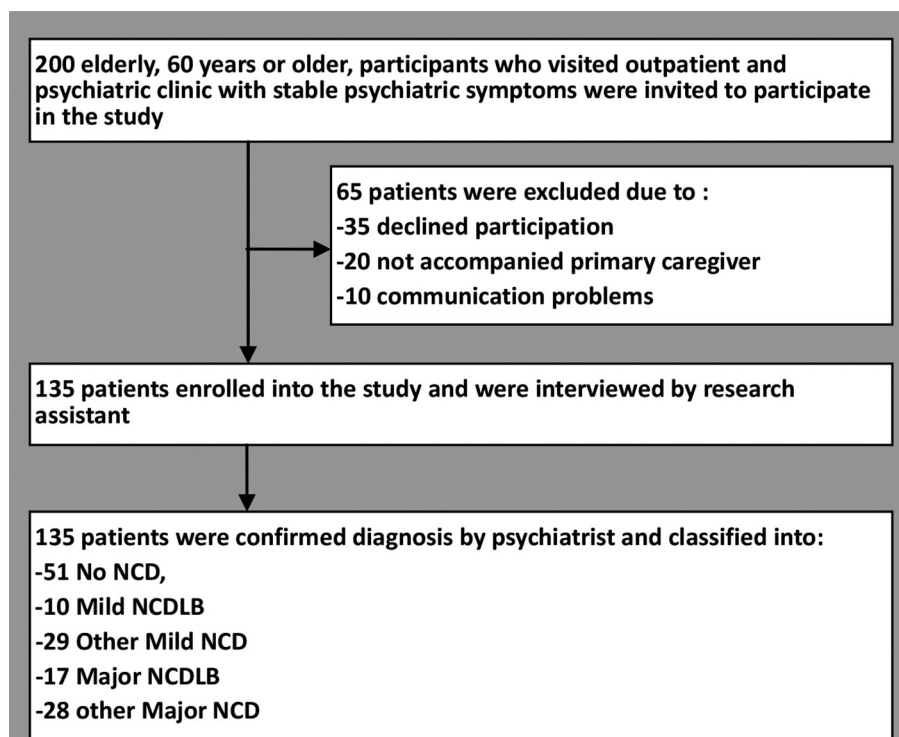 200 elderly, 60 years or older, participants who visited outpatient and
psychiatric clinic with stable psychiatric symptoms were invited to participate
in the study
65 patients were excluded due to :
-35 declined participation
-20 not accompanied primary caregiver
-10 communication problems
135 patients enrolled into the study and were interviewed by research
assistant
135 patients were confirmed diagnosis by psychiatrist and classified into:
-51 No NCD,
-10 Mild NCDLB
-29 Other Mild NCD
-17 Major NCDLB
-28 other Major NCD